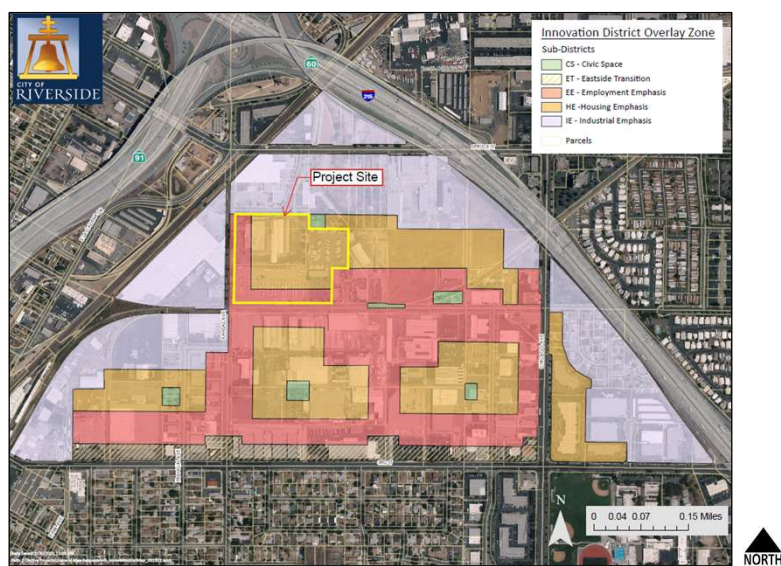 CITY OF
RIVERSIDE
Innovation District Overlay Zone
Sub-Districts
CS - Civic Space
ET - Eastside Transition
EE - Employment Emphasis
HE -Housing Emphasis
IE - Industrial Emphasis
Parcels
60
215
91
SPRUCE ST
Project Site
N
0 0.04 0.07 0.15 Miles
NORTH